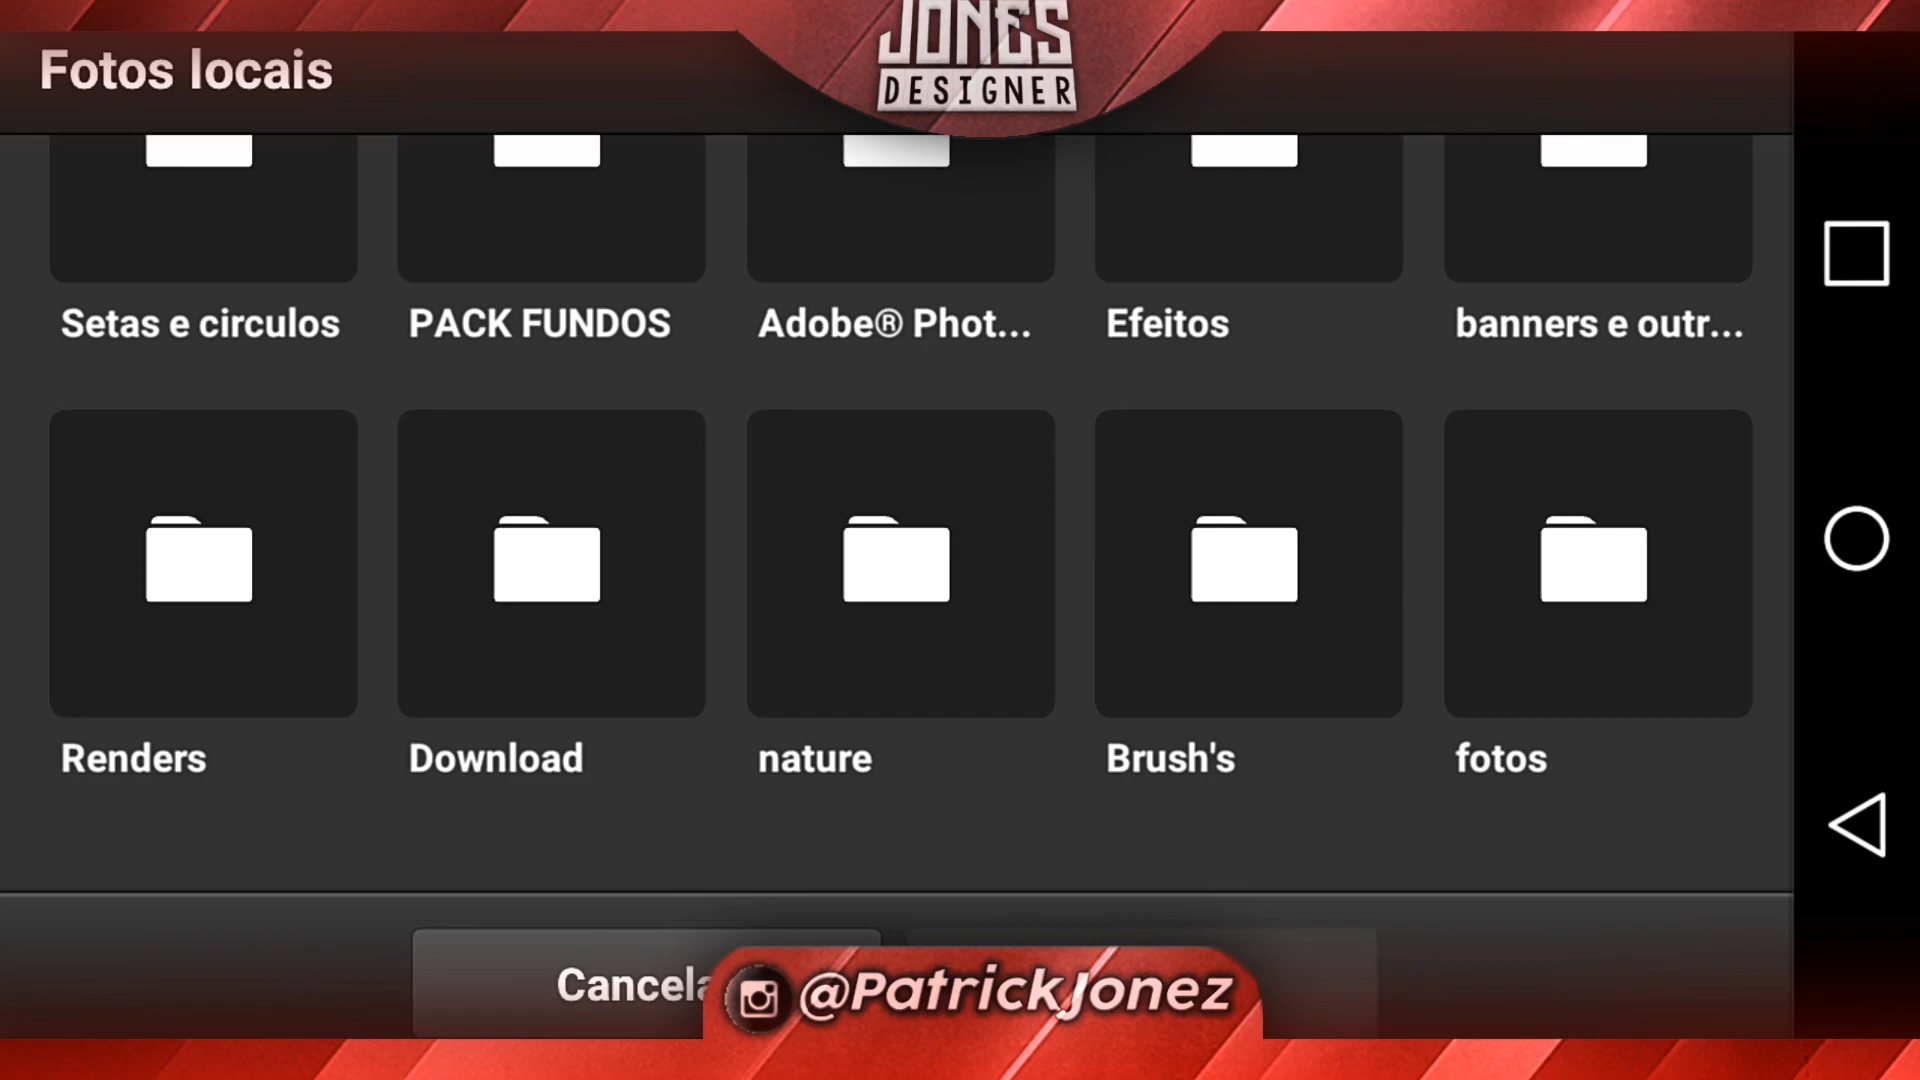 JONES
DESIGNER
Fotos locais
Setas e circulos
PACK FUNDOS
Adobe® Phot...
Efeitos
banners e outr...
Renders
Download
nature
Brush's
fotos
Cancela
@PatrickJonez